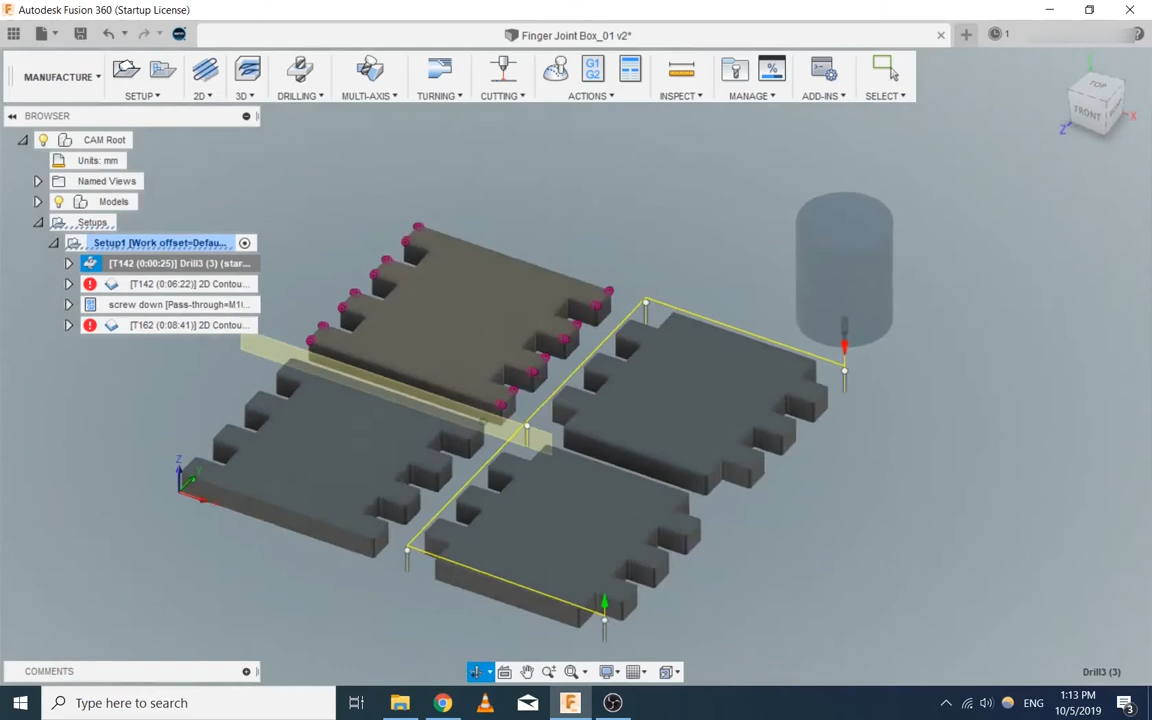 Autodesk Fusion 360 (Startup License)
Finger Joint Box_01 v2*
1
MANUFACTURE
G1
G2
%
SETUP
2D
3D
DRILLING
MULTI-AXIS
TURNING
CUTTING
ACTIONS
INSPECT
MANAGE
ADD-INS
SELECT
BROWSER
CAM Root
Units: mm
Named Views
Models
Setups
Setup1 [Work offset=Defau...
[T142 (0:00:25)] Drill3 (3) (star...
[T142 (0:06:22)] 2D Contou...
screw down [Pass-through=M1(
[T162 (0:08:41)] 2D Contou...
TOP
FRONT
X
Z
Z
Y
COMMENTS
Drill3 (3)
Type here to search
ENG
1:13 PM
10/5/2019
3